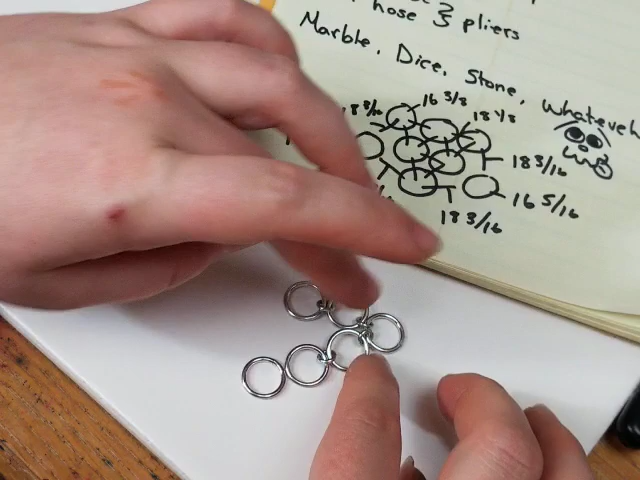 hose & pliers
Marble, Dice, Stone, Whatever
16 3/8
18 1/8
18 3/16
16 5/16
18 3/16